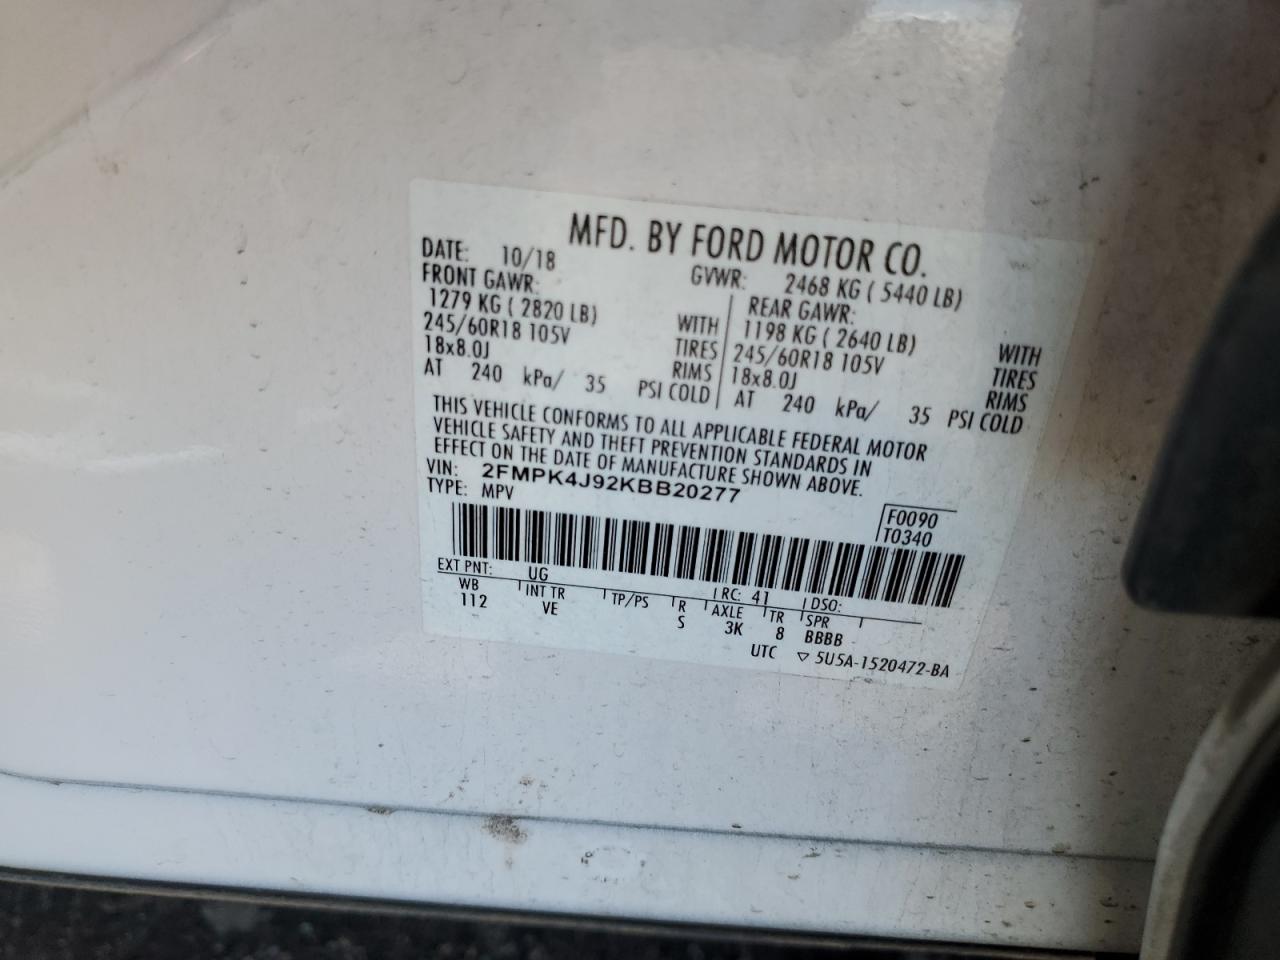 MFD. BY FORD MOTOR CO.
DATE: 10/18 GVWR: 2468 KG ( 5440 LB)
FRONT GAWR: REAR GAWR:
1279 KG ( 2820 LB) WITH 1198 KG ( 2640 LB) WITH
245/60R18 105V TIRES 245/60R18 105V TIRES
18x8.0J RIMS 18x8.0J RIMS
AT 240 kPa/ 35 PSI COLD AT 240 kPa/ 35 PSI COLD
THIS VEHICLE CONFORMS TO ALL APPLICABLE FEDERAL MOTOR
VEHICLE SAFETY AND THEFT PREVENTION STANDARDS IN
EFFECT ON THE DATE OF MANUFACTURE SHOWN ABOVE.
VIN: 2FMPK4J92KBB20277
TYPE: MPV
F0090
T0340
EXT PNT: UG RC: 41 DSO:
WB INT TR TP/PS R AXLE TR SPR
112 VE S 3K 8 BBBB
UTC ▽ 5U5A-1520472-BA